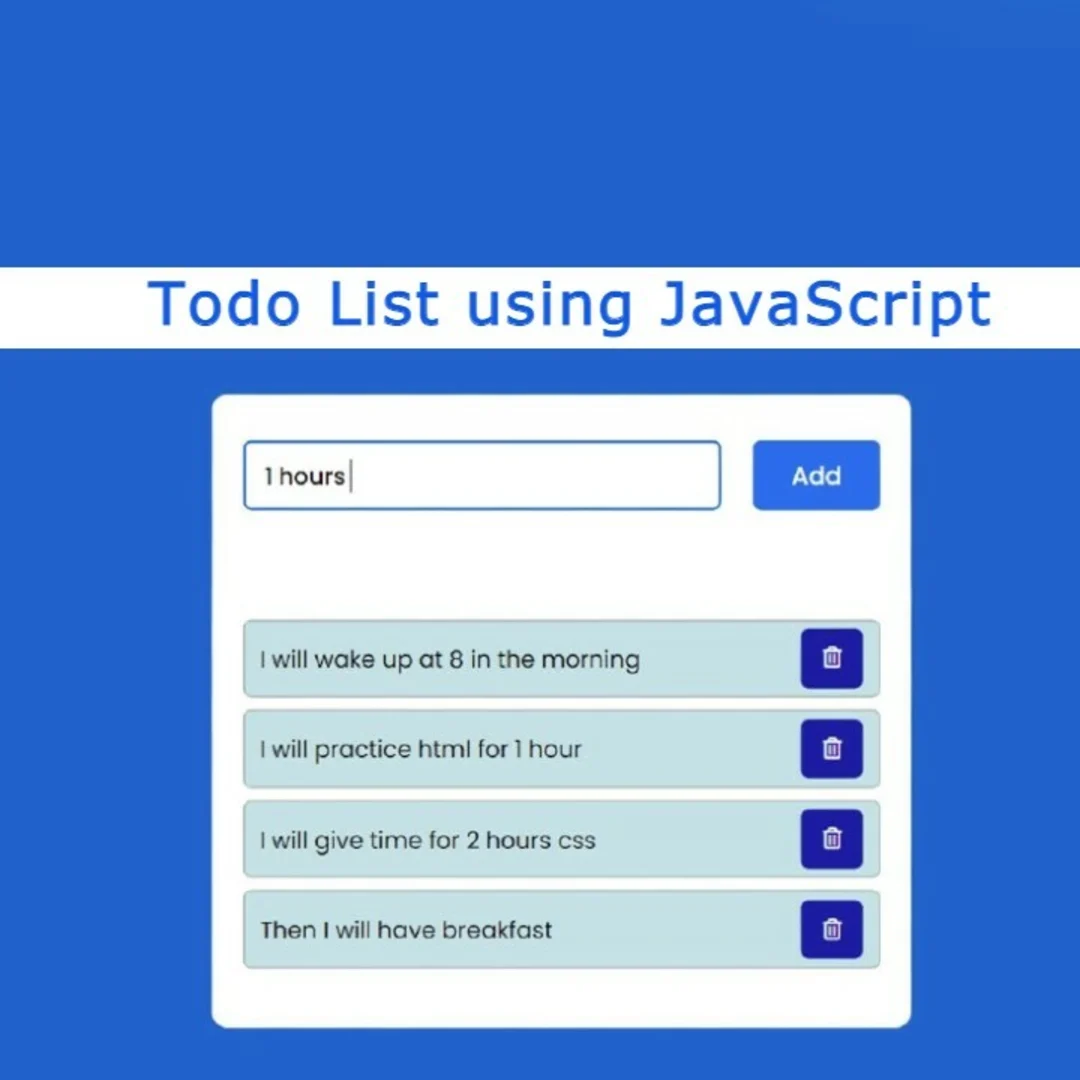 Todo List using JavaScript
1 hours
Add
I will wake up at 8 in the morning
I will practice html for 1 hour
I will give time for 2 hours css
Then I will have breakfast